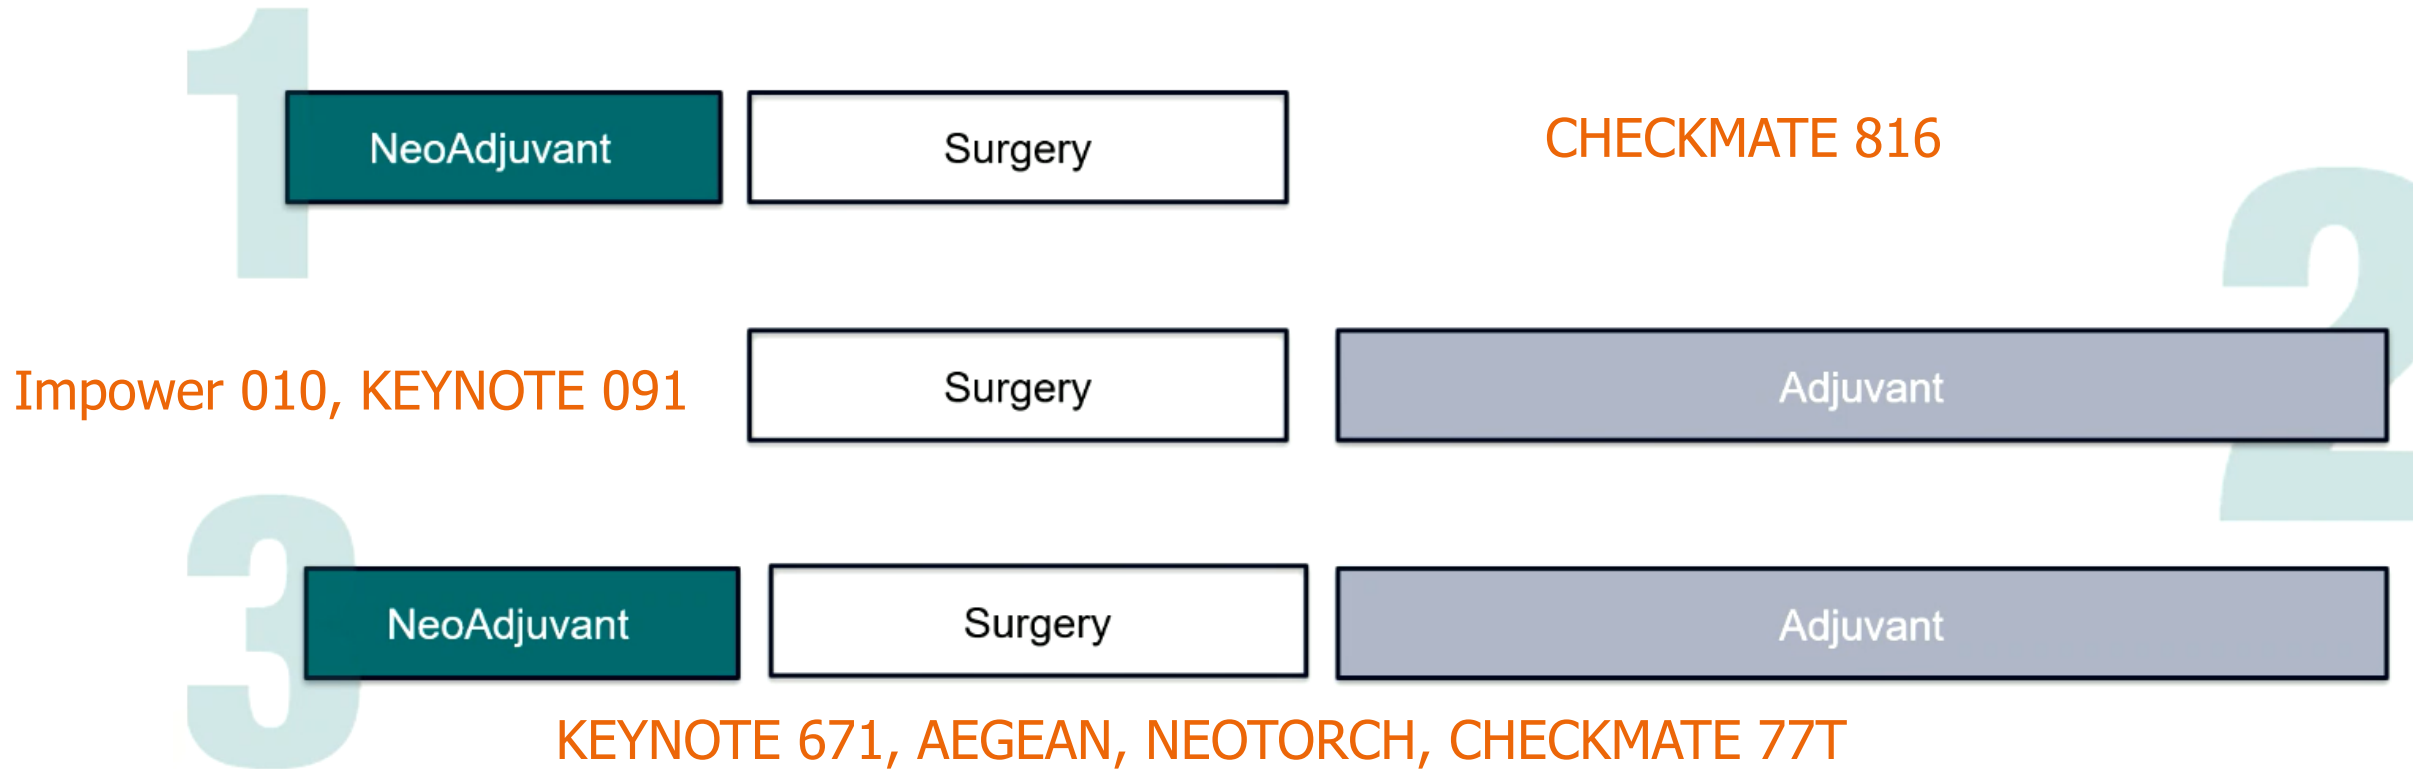 1
NeoAdjuvant
Surgery
CHECKMATE 816
2
Impower 010, KEYNOTE 091
Surgery
Adjuvant
3
NeoAdjuvant
Surgery
Adjuvant
KEYNOTE 671, AEGEAN, NEOTORCH, CHECKMATE 77T